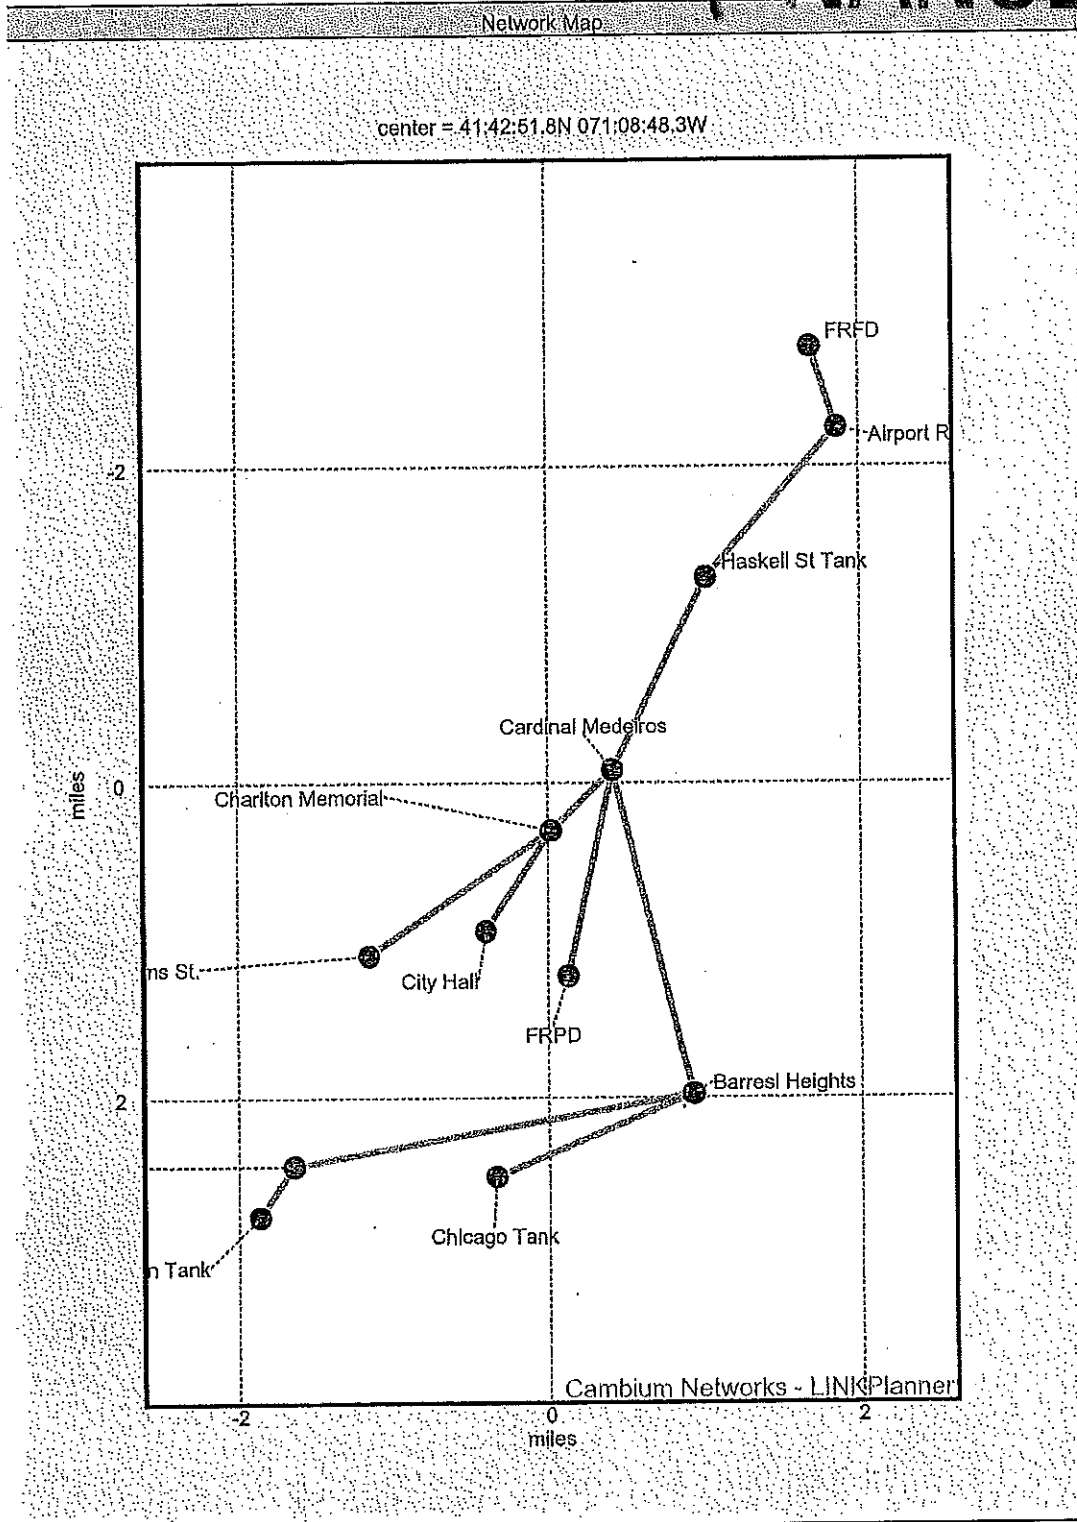 Network Map
center = 41:42:51.8N 071:08:48.3W
FRFD
Airport R
-2
Haskell St Tank
Cardinal Medeiros
miles
0
Charlton Memorial
ms St.
City Hall
FRPD
Barresi Heights
2
Chicago Tank
n Tank
Cambium Networks - LINKPlanner
-2
0
2
miles